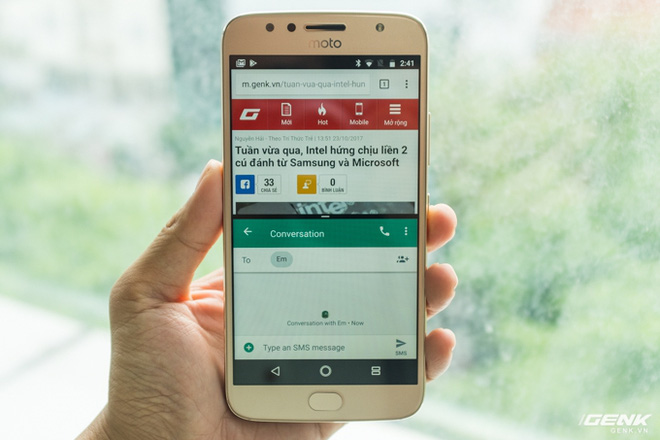 moto
2:41
m.genk.vn/tuan-vua-qua-intel-hun
1
G
Mới
Hot
Mobile
Mở rộng
Nguyễn Hải · Theo Trí Thức Trẻ | 13:51 23/10/2017
Tuần vừa qua, Intel hứng chịu liền 2
cú đánh từ Samsung và Microsoft
33
CHIA SẺ
0
BÌNH LUẬN
intel
Conversation
To
Em
Conversation with Em • Now
Type an SMS message
SMS
GENK
GENK.VN